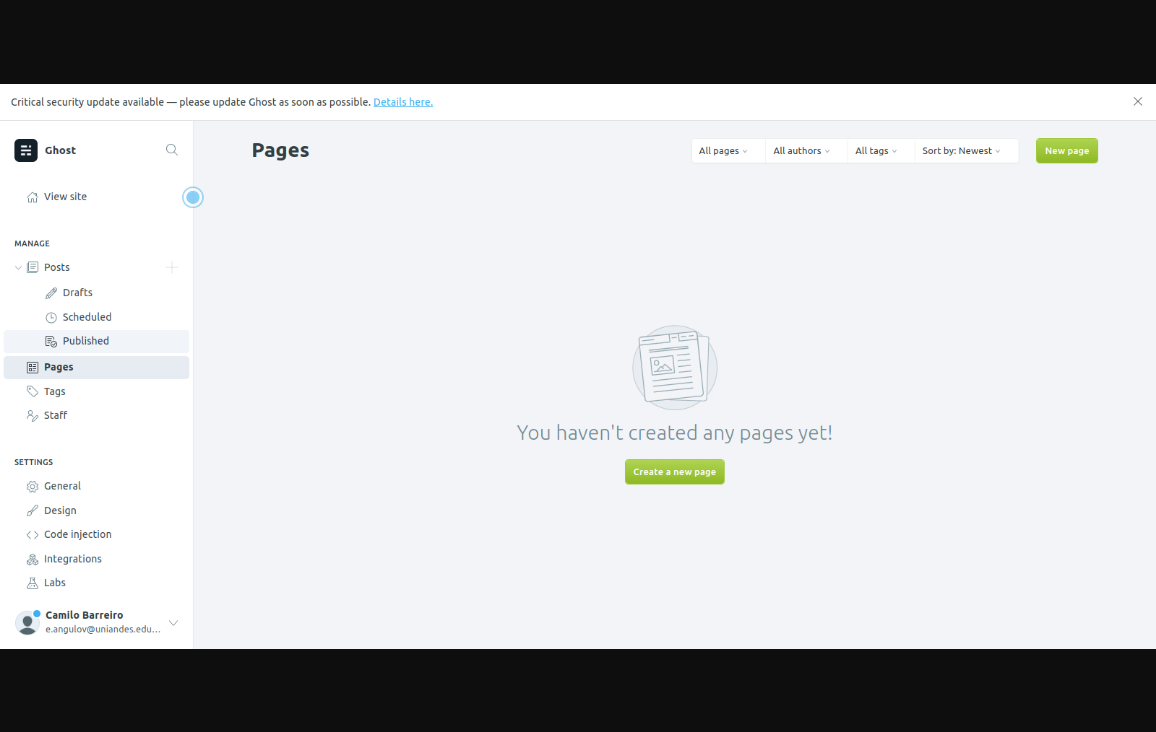 Critical security update available — please update Ghost as soon as possible. Details here.
Ghost
View site
MANAGE
Posts
Drafts
Scheduled
Published
Pages
Tags
Staff
SETTINGS
General
Design
Code injection
Integrations
Labs
Camilo Barreiro
e.angulov@uniandes.edu...
Pages
All pages
All authors
All tags
Sort by: Newest
New page
You haven't created any pages yet!
Create a new page